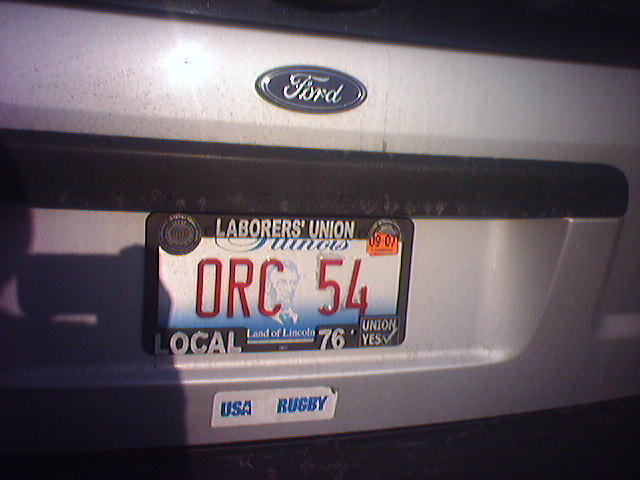 Ford
LABORERS' UNION
Illinois
09 07
ORC 54
Land of Lincoln
LOCAL 76
UNION
YES
USA RUGBY